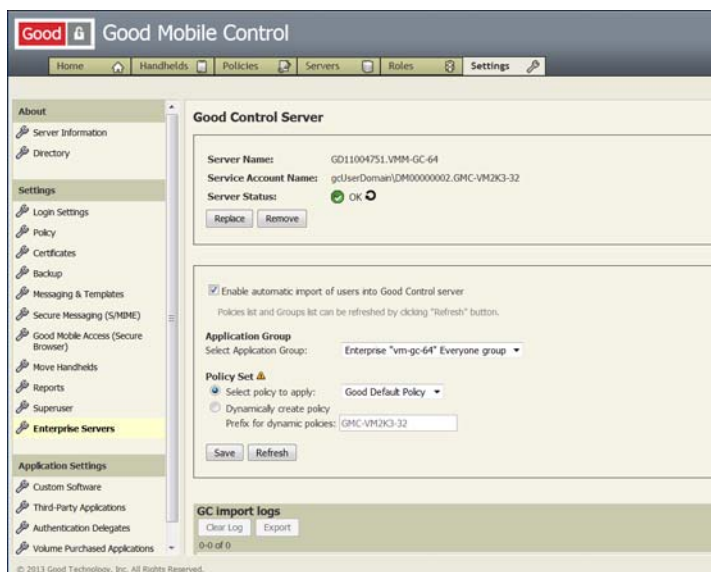 Good Good Mobile Control
Home Handhelds Policies Servers Roles Settings
About
Server Information
Directory
Settings
Login Settings
Policy
Certificates
Backup
Messaging & Templates
Secure Messaging (S/MIME)
Good Mobile Access (Secure
Browser)
Move Handhelds
Reports
Superuser
Enterprise Servers
Application Settings
Custom Software
Third-Party Applications
Authentication Delegates
Volume Purchased Applications
Good Control Server
Server Name: GD11004751.VMM-GC-64
Service Account Name: gcUserDomain\DM00000002.GMC-VM2K3-32
Server Status: OK
Replace Remove
Enable automatic import of users into Good Control server
Policies list and Groups list can be refreshed by clicking "Refresh" button.
Application Group
Select Application Group: Enterprise "vm-gc-64" Everyone group
Policy Set
Select policy to apply: Good Default Policy
Dynamically create policy
Prefix for dynamic policies: GMC-VM2K3-32
Save Refresh
GC import logs
Clear Log Export
0-0 of 0
© 2013 Good Technology, Inc. All Rights Reserved.